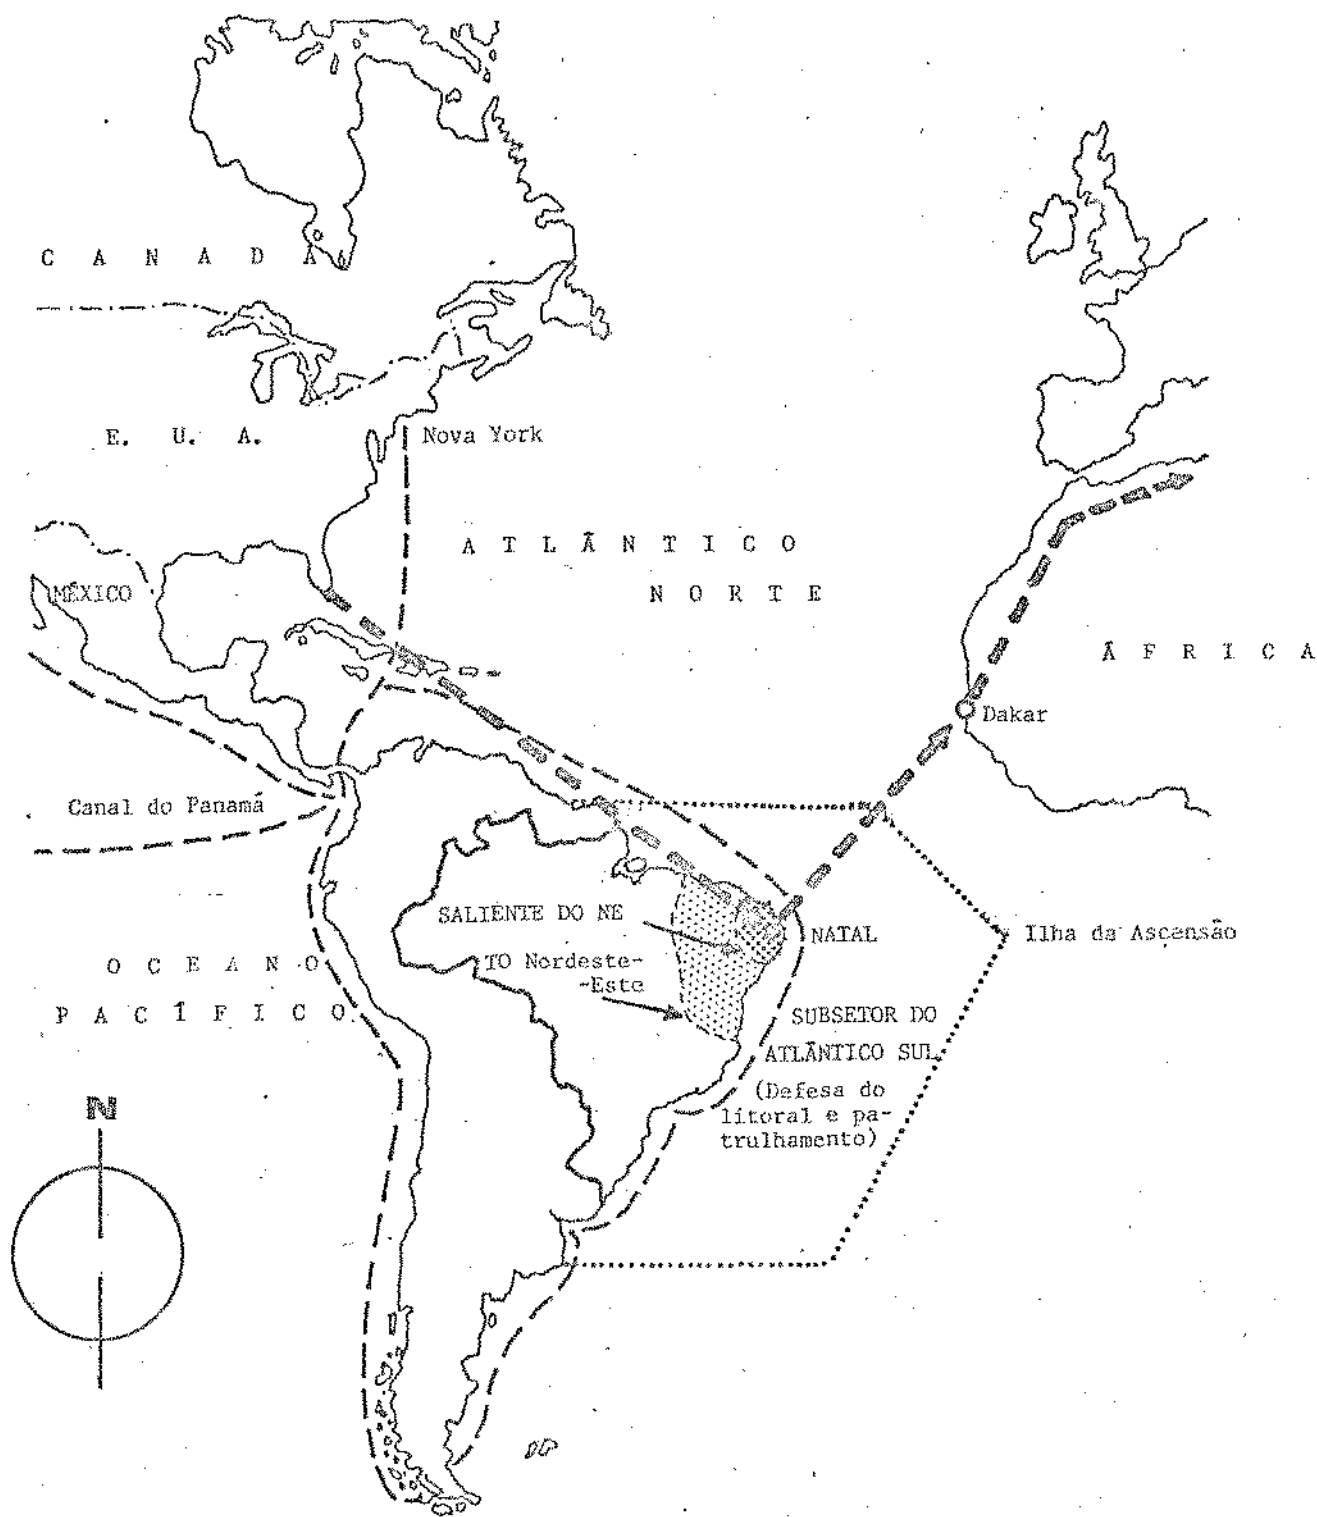 C A N A D Á
E. U. A.
Nova York
A T L Ã N T I C O
N O R T E
MÉXICO
Ã F R I C A
Dakar
Canal do Panamá
SALIENTE DO NE
NATAL
Ilha da Ascensão
TO Nordeste-
-Este
O C E A N O
P A C Í F I C O
SUBSETOR DO
ATLÃNTICO SUL
(Defesa do
litoral e pa-
trulhamento)
N